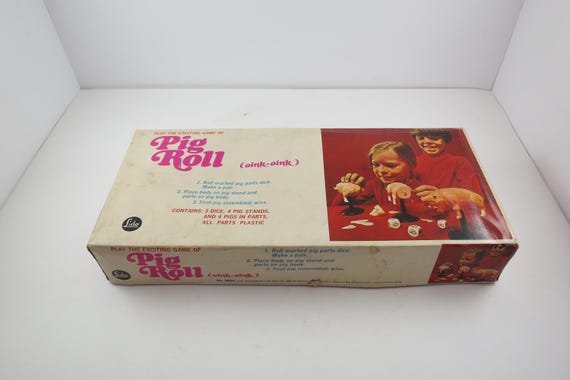 PLAY THE EXCITING GAME OF
Pig
Roll
(oink-oink)
1. Roll marked pig parts dice.
Make a pair.
2. Place body on pig stand and
parts on pig body.
3. First pig assembled, wins.
CONTAINS: 3 DICE, 4 PIG STANDS,
AND 4 PIGS IN PARTS.
ALL PARTS PLASTIC
Lido
PLAY THE EXCITING GAME OF
Pig
Roll
(oink-oink)
1. Roll marked pig parts dice.
Make a pair.
2. Place body on pig stand and
parts on pig body.
3. First pig assembled, wins.
Lido